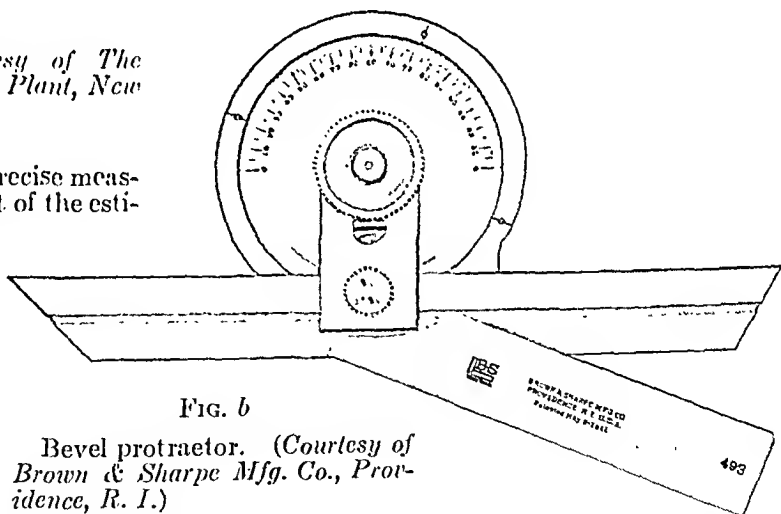 sy of The
Plant, New
recise meas-
t of the esti-
FIG. b
Bevel protractor. (Courtesy of
Brown & Sharpe Mfg. Co., Prov-
idence, R. I.)
BROWN & SHARPE MFG. CO.
PROVIDENCE, R.I. U.S.A.
493